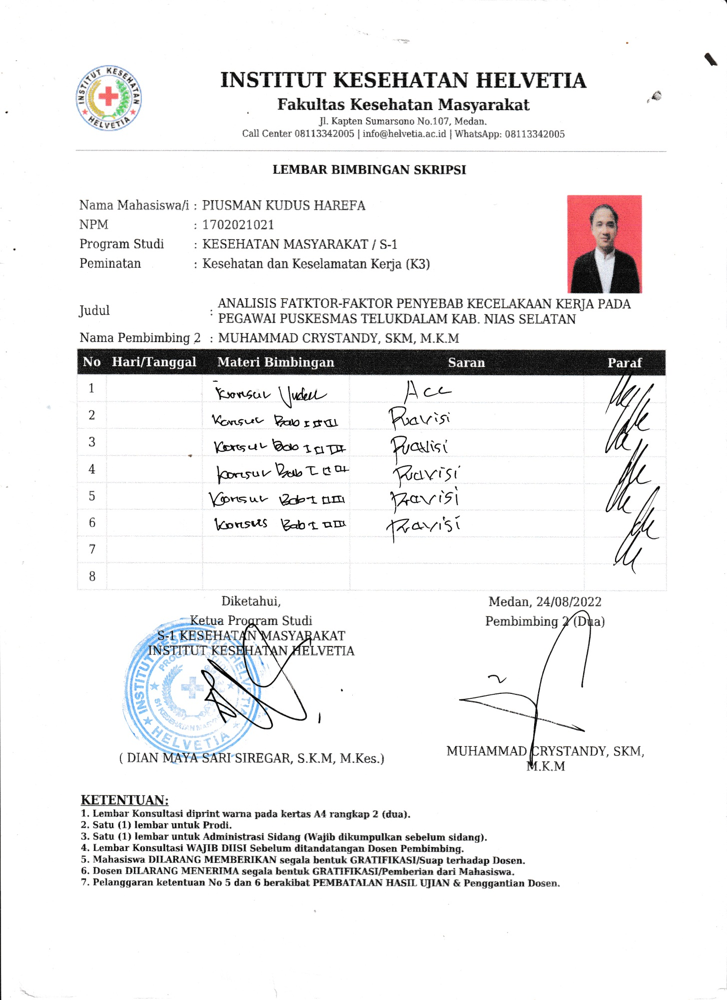 INSTITUT KESEHATAN
HELVETIA
INSTITUT KESEHATAN HELVETIA
Fakultas Kesehatan Masyarakat
Jl. Kapten Sumarsono No.107, Medan.
Call Center 08113342005 | info@helvetia.ac.id | WhatsApp: 08113342005
LEMBAR BIMBINGAN SKRIPSI
Nama Mahasiswa/i : PIUSMAN KUDUS HAREFA
NPM : 1702021021
Program Studi : KESEHATAN MASYARAKAT / S-1
Peminatan : Kesehatan dan Keselamatan Kerja (K3)
Judul : ANALISIS FATKTOR-FAKTOR PENYEBAB KECELAKAAN KERJA PADA
PEGAWAI PUSKESMAS TELUKDALAM KAB. NIAS SELATAN
Nama Pembimbing 2 : MUHAMMAD CRYSTANDY, SKM, M.K.M
No Hari/Tanggal Materi Bimbingan Saran Paraf
1 Konsul Judul Acc
2 Konsul Bab I II III Revisi
3 Konsul Bab I II III Revisi
4 Konsul Bab I II III Revisi
5 Konsul Bab I II III Revisi
6 Konsul Bab I II III Revisi
7
8
Diketahui,
Ketua Program Studi
S-1 KESEHATAN MASYARAKAT
INSTITUT KESEHATAN HELVETIA
INSTITUT KESEHATAN HELVETIA
PROGRAM STUDI
S1 KESEHATAN
HELVETIA
( DIAN MAYA SARI SIREGAR, S.K.M, M.Kes.)
Medan, 24/08/2022
Pembimbing 2 (Dua)
MUHAMMAD CRYSTANDY, SKM,
M.K.M
KETENTUAN:
1. Lembar Konsultasi diprint warna pada kertas A4 rangkap 2 (dua).
2. Satu (1) lembar untuk Prodi.
3. Satu (1) lembar untuk Administrasi Sidang (Wajib dikumpulkan sebelum sidang).
4. Lembar Konsultasi WAJIB DIISI Sebelum ditandatangan Dosen Pembimbing.
5. Mahasiswa DILARANG MEMBERIKAN segala bentuk GRATIFIKASI/Suap terhadap Dosen.
6. Dosen DILARANG MENERIMA segala bentuk GRATIFIKASI/Pemberian dari Mahasiswa.
7. Pelanggaran ketentuan No 5 dan 6 berakibat PEMBATALAN HASIL UJIAN & Penggantian Dosen.